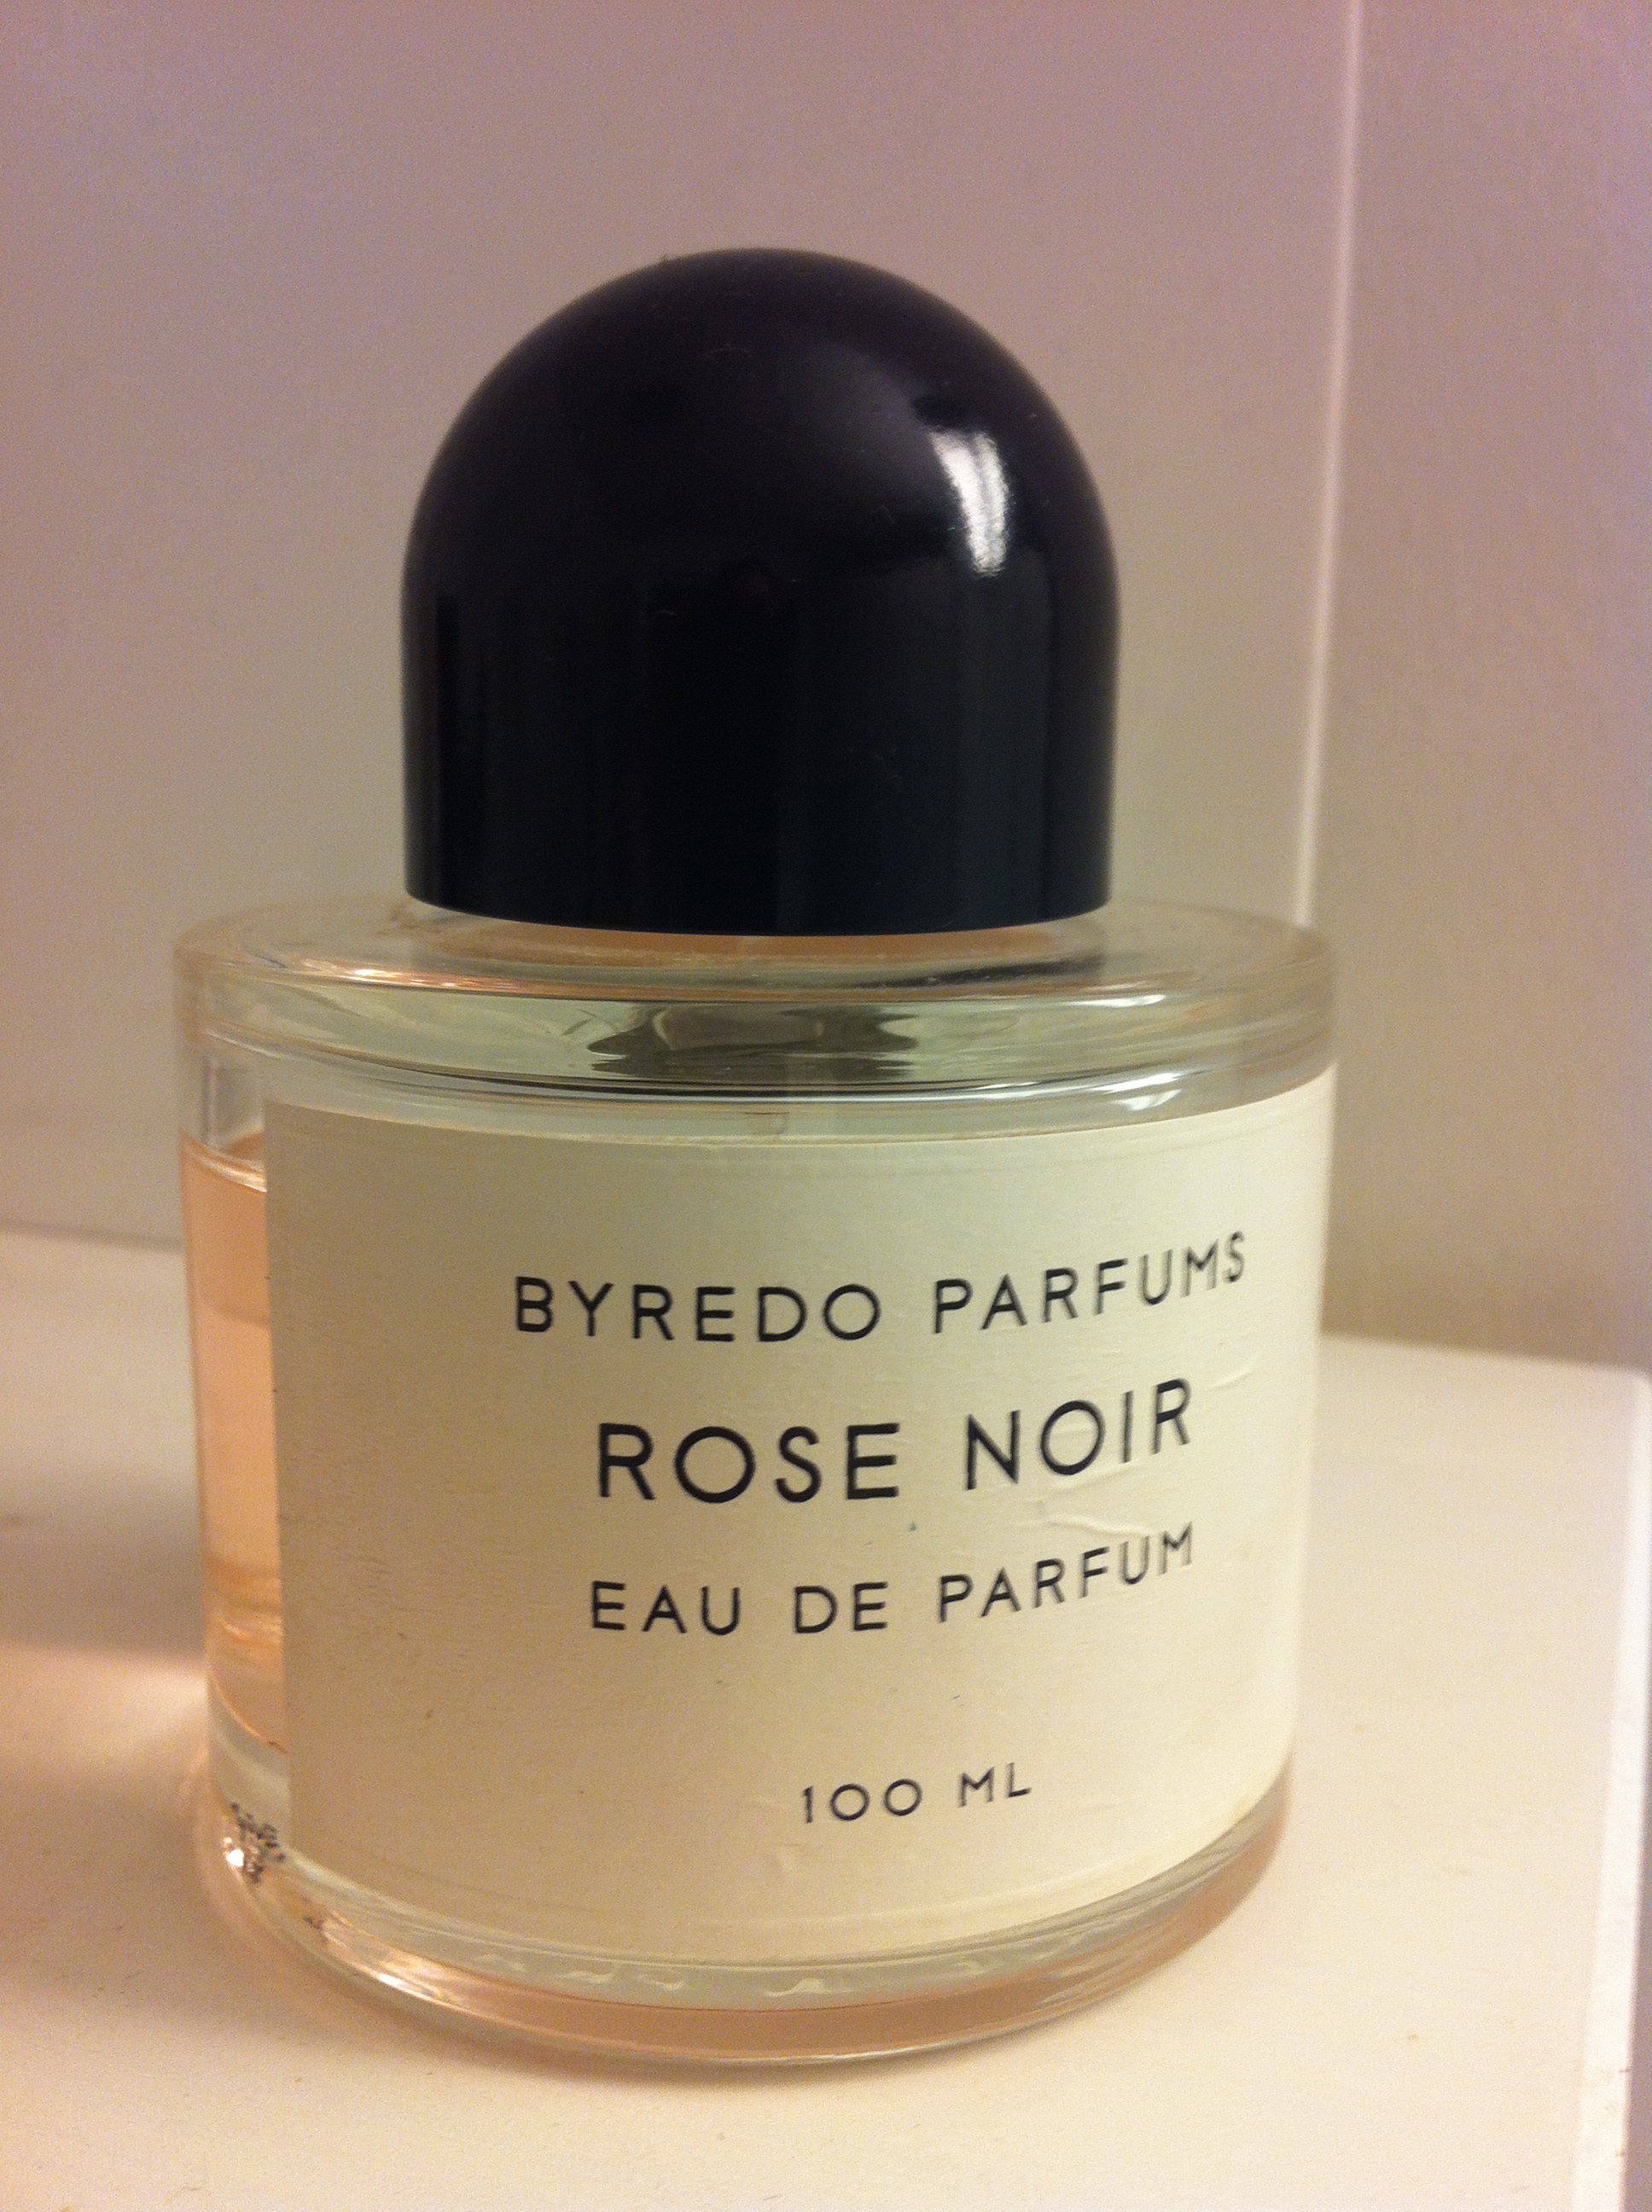 BYREDO PARFUMS
ROSE NOIR
EAU DE PARFUM
100 ML